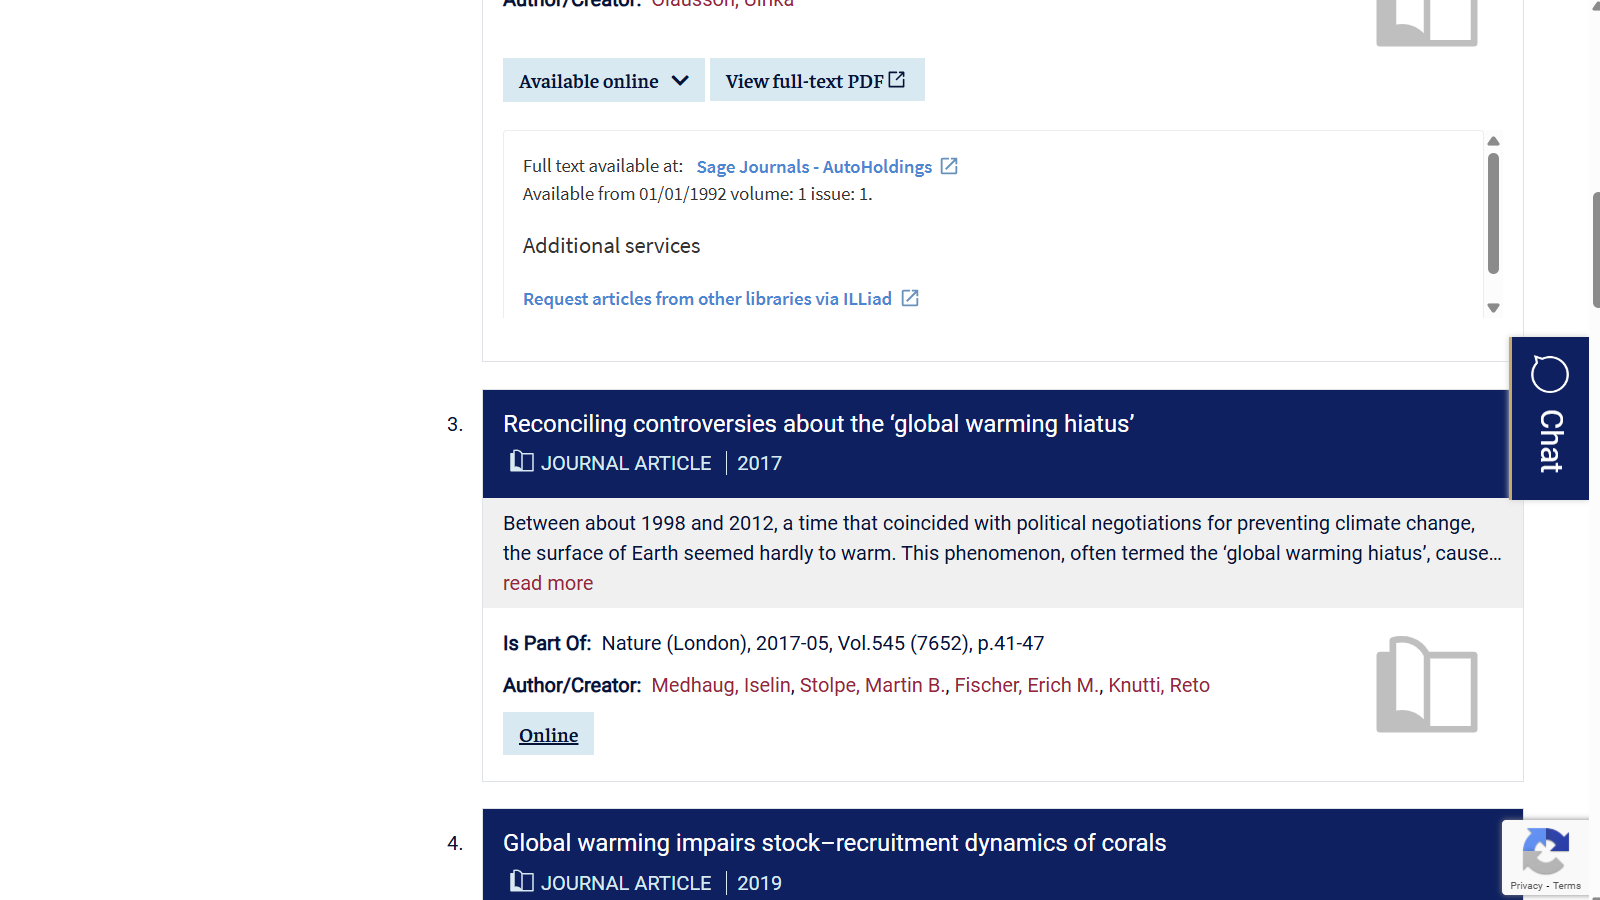 Author/Creator: Olausson, Ulrika
Available online
View full-text PDF
Full text available at: Sage Journals - AutoHoldings
Available from 01/01/1992 volume: 1 issue: 1.
Additional services
Request articles from other libraries via ILLiad
Chat
3. Reconciling controversies about the ‘global warming hiatus’
JOURNAL ARTICLE | 2017
Between about 1998 and 2012, a time that coincided with political negotiations for preventing climate change,
the surface of Earth seemed hardly to warm. This phenomenon, often termed the ‘global warming hiatus’, cause...
read more
Is Part Of: Nature (London), 2017-05, Vol.545 (7652), p.41-47
Author/Creator: Medhaug, Iselin, Stolpe, Martin B., Fischer, Erich M., Knutti, Reto
Online
4. Global warming impairs stock–recruitment dynamics of corals
JOURNAL ARTICLE | 2019
Privacy - Terms